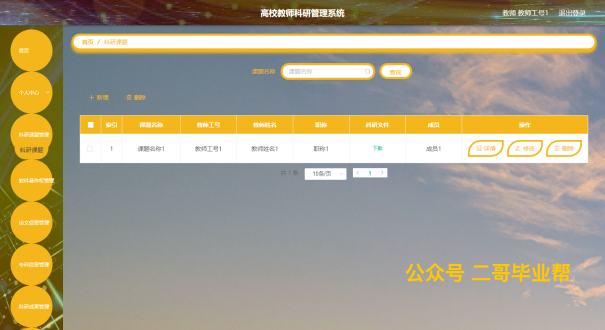 高校教师科研管理系统
教师 教师工号1 退出登录
首页
个人中心
科研课题管理
科研课题
论文信息管理
专利信息管理
科研成果管理
首页 / 科研课题
课题名称 课题名称 查询
+ 新增 删除
索引 课题名称 教师工号 教师姓名 职称 科研文件 成员 操作
1 课题名称1 教师工号1 教师姓名1 职称1 下载 成员1 详情 修改 删除
共 1 条 10条/页 1
公众号 二哥毕业帮